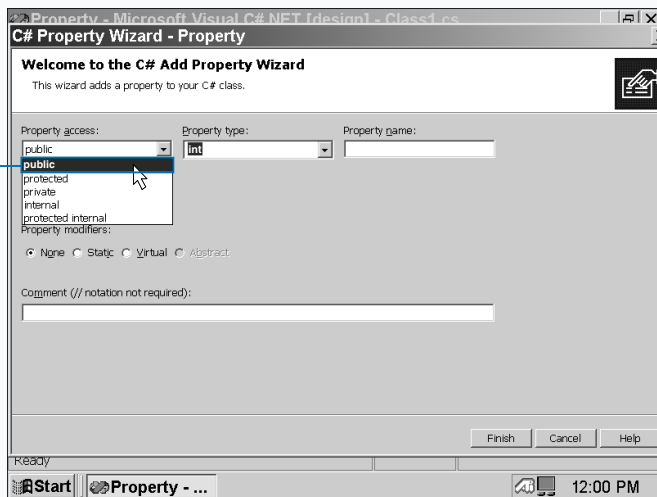 Property - Microsoft Visual C# .NET [design] - Class1.cs
C# Property Wizard - Property
Welcome to the C# Add Property Wizard
This wizard adds a property to your C# class.
Property access: Property type: Property name:
public int
public
protected
private
internal
protected internal
Property modifiers:
None Static Virtual Abstract
Comment (// notation not required):
Finish Cancel Help
Ready
Start Property - ... 12:00 PM